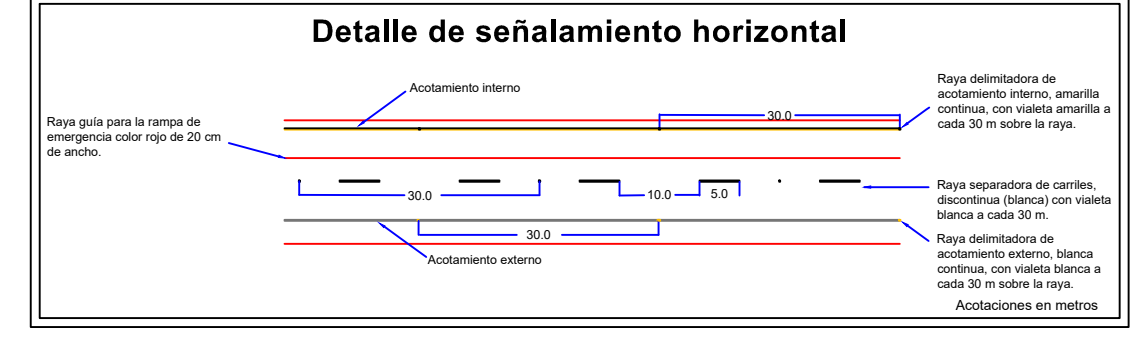 Detalle de señalamiento horizontal
Acotamiento interno
Raya delimitadora de
acotamiento interno, amarilla
continua, con vialeta amarilla a
cada 30 m sobre la raya.
30.0
Raya guía para la rampa de
emergencia color rojo de 20 cm
de ancho.
30.0
10.0
5.0
Raya separadora de carriles,
discontinua (blanca) con vialeta
blanca a cada 30 m.
30.0
Acotamiento externo
Raya delimitadora de
acotamiento externo, blanca
continua, con vialeta blanca a
cada 30 m sobre la raya.
Acotaciones en metros